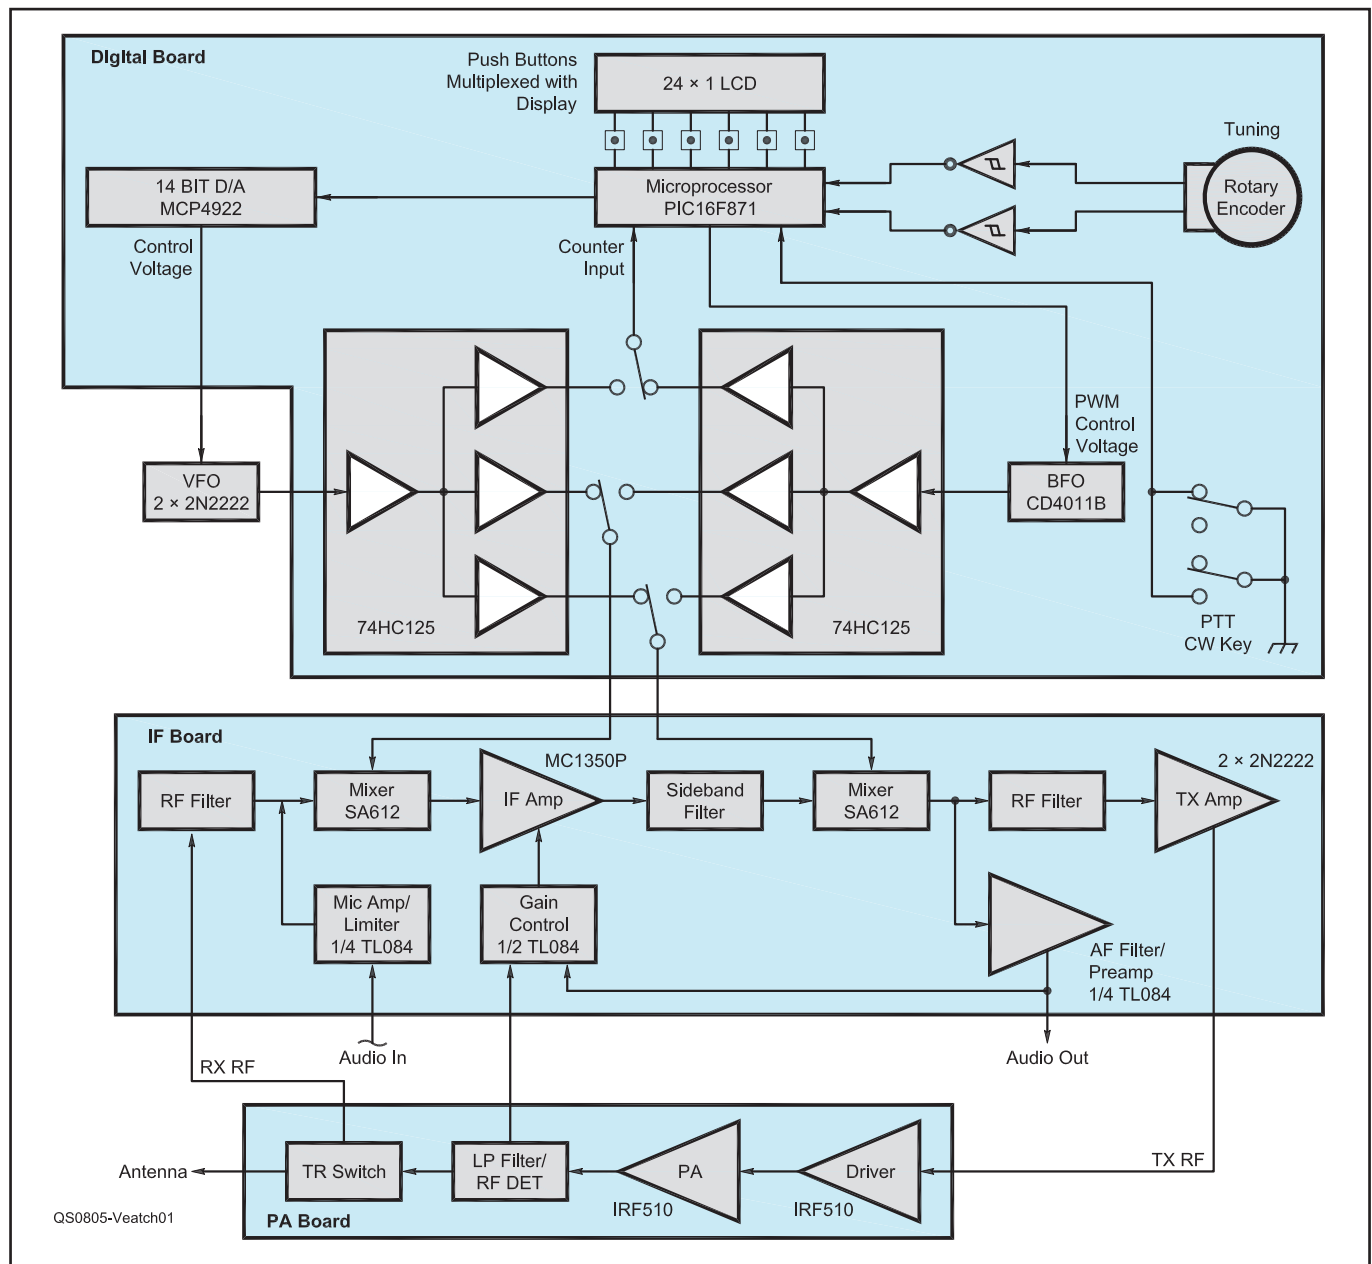 DIgItal Board
Push Buttons
Multiplexed with
Display
24 × 1 LCD
Tuning
Rotary
Encoder
14 BIT D/A
MCP4922
Microprocessor
PIC16F871
Control
Voltage
Counter
Input
PWM
Control
Voltage
VFO
2 × 2N2222
BFO
CD4011B
74HC125
74HC125
PTT
CW Key
IF Board
MC1350P
2 × 2N2222
RF Filter
Mixer
SA612
IF Amp
Sideband
Filter
Mixer
SA612
RF Filter
TX Amp
Mic Amp/
Limiter
1/4 TL084
Gain
Control
1/2 TL084
AF Filter/
Preamp
1/4 TL084
RX RF
Audio In
Audio Out
Antenna
TR Switch
LP Filter/
RF DET
PA
IRF510
Driver
IRF510
TX RF
PA Board
QS0805-Veatch01